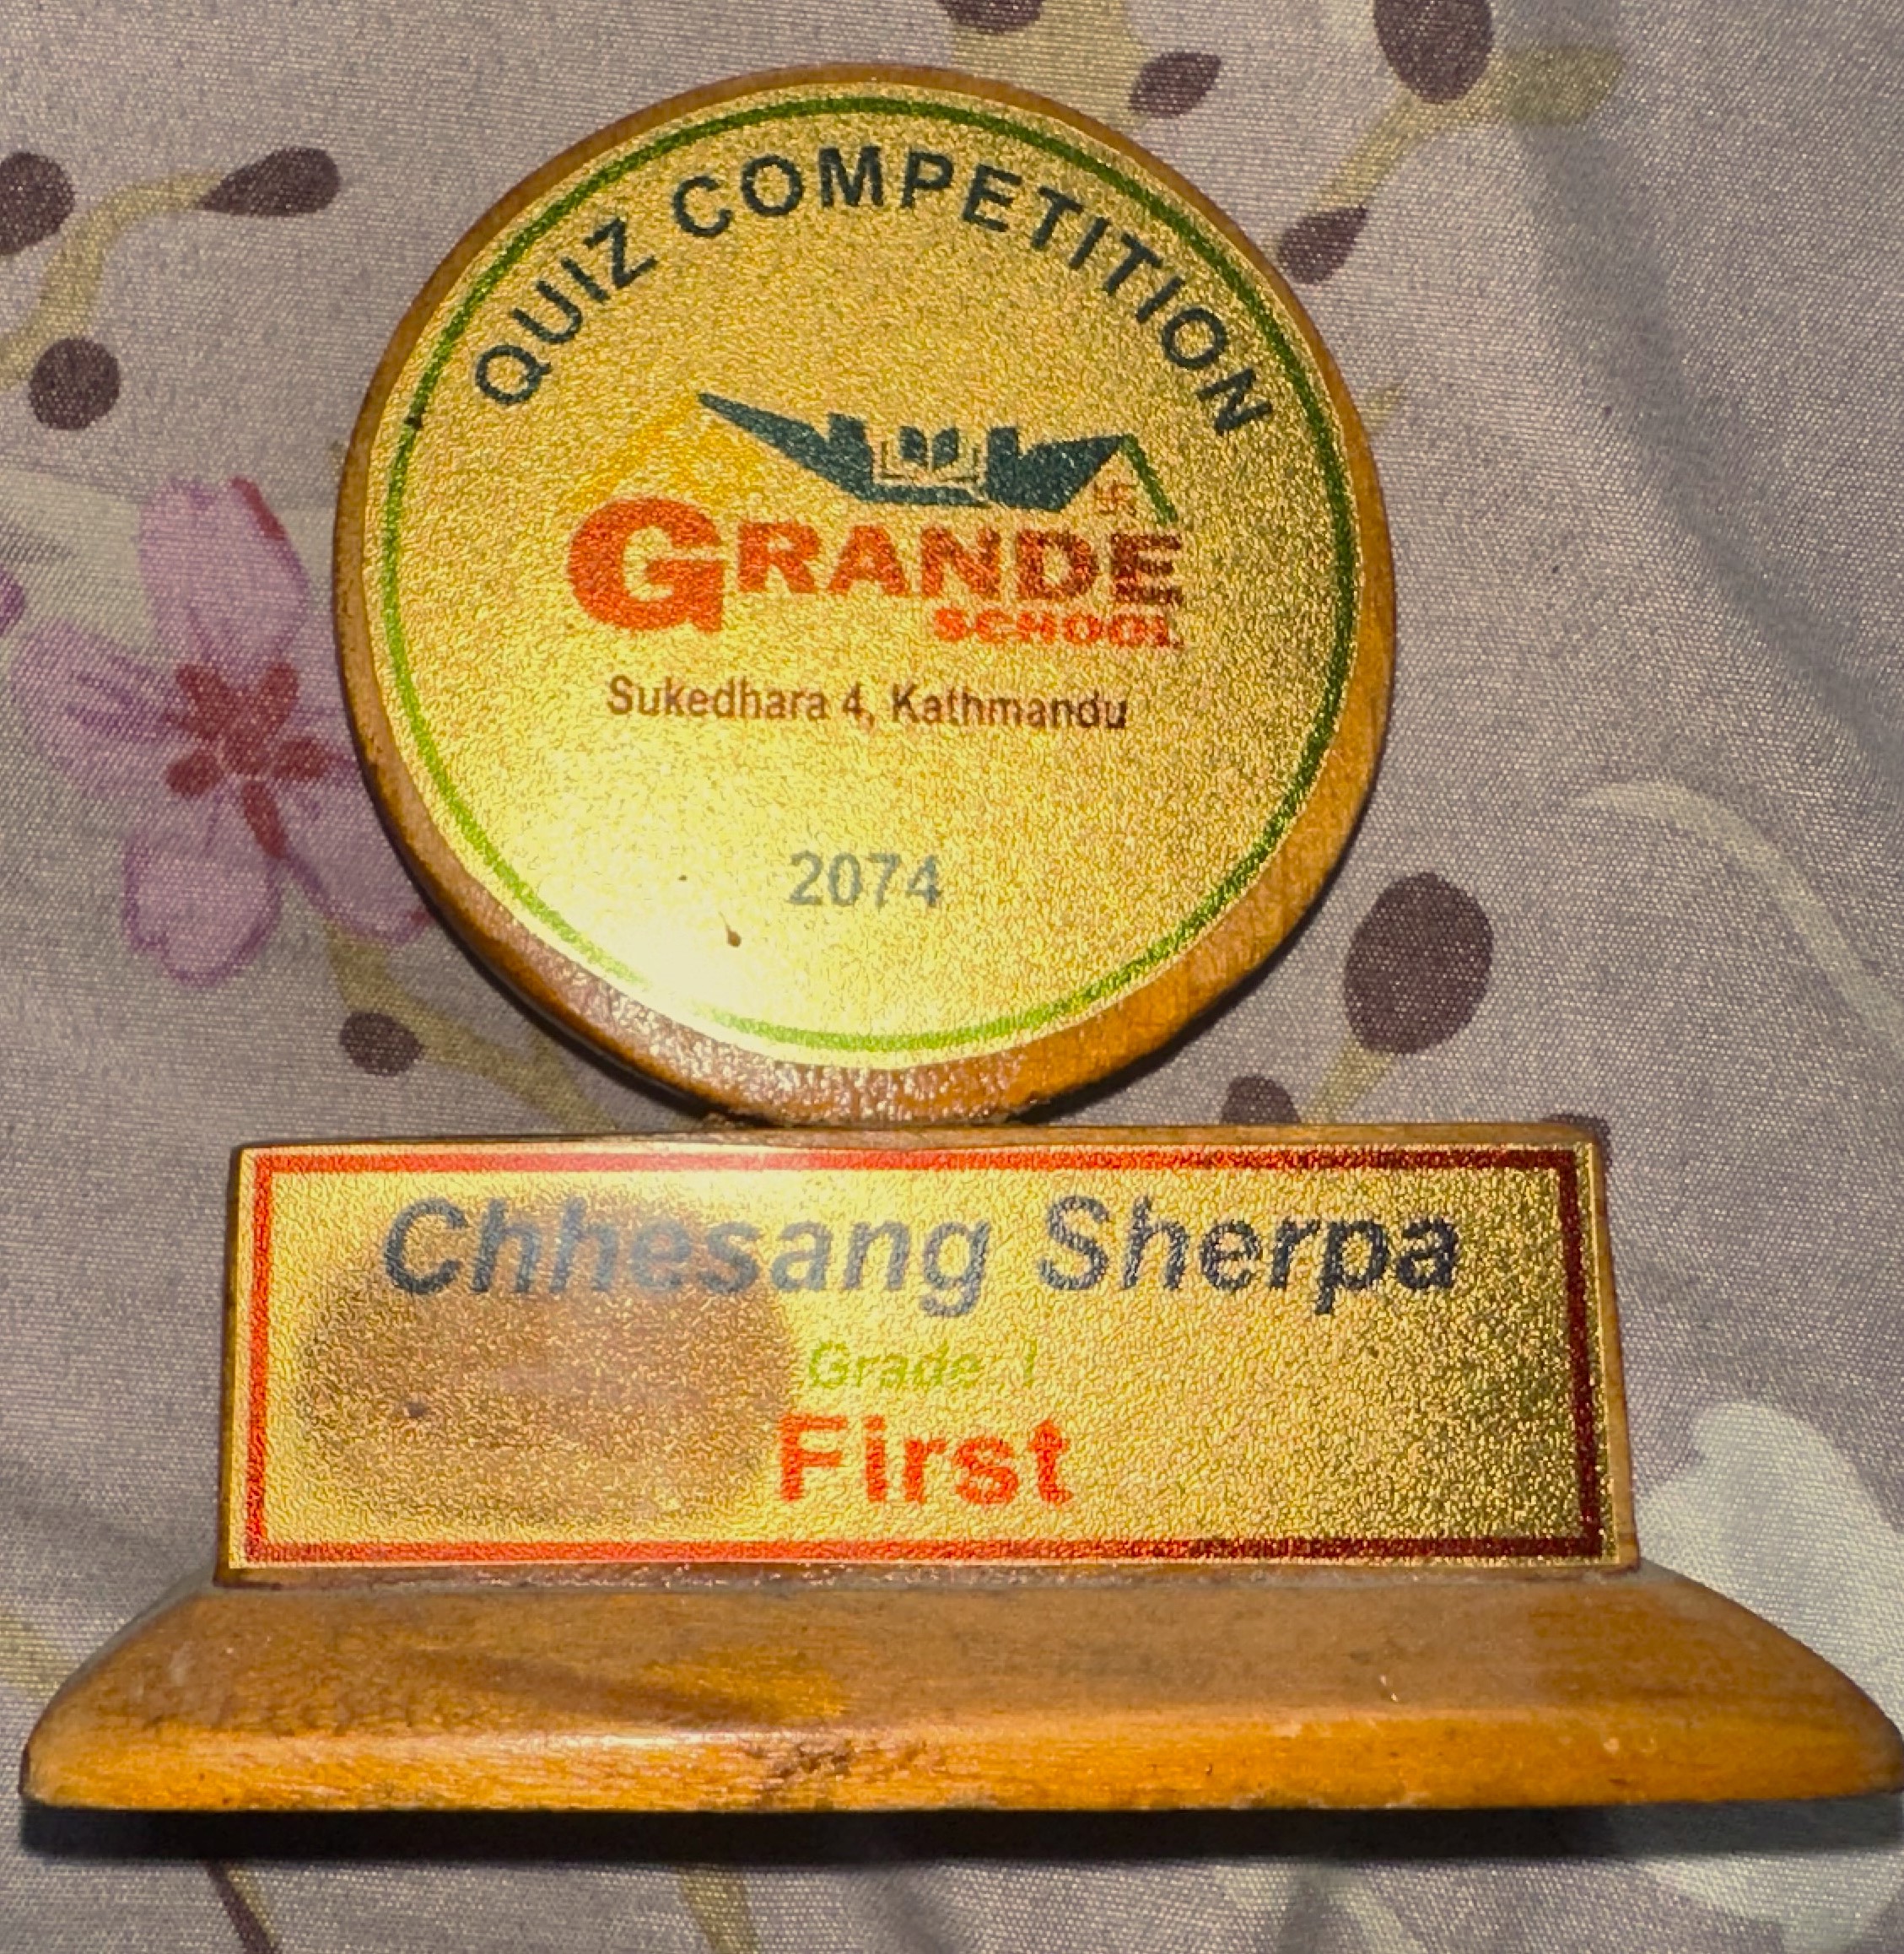 QUIZ COMPETITION
GRANDE
SCHOOL
Sukedhara 4, Kathmandu
2074
Chhesang Sherpa
Grade 1
First